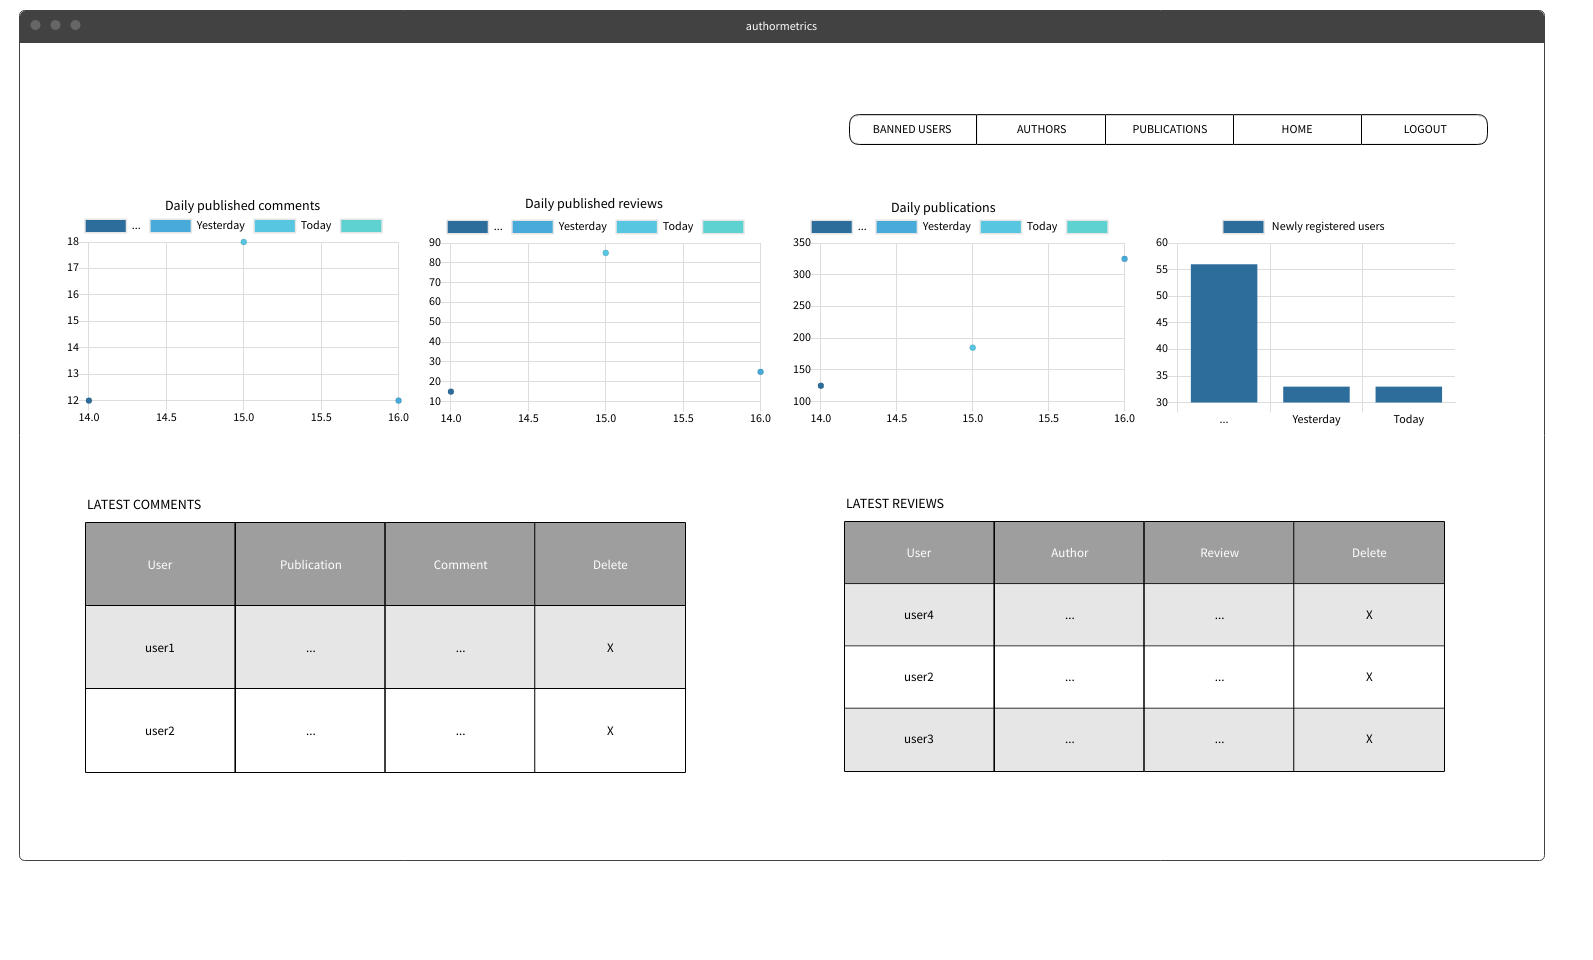 authormetrics
BANNED USERS AUTHORS PUBLICATIONS HOME LOGOUT
Daily published comments
... Yesterday Today
18
17
16
15
14
13
12
14.0 14.5 15.0 15.5 16.0
Daily published reviews
... Yesterday Today
90
80
70
60
50
40
30
20
10
14.0 14.5 15.0 15.5 16.0
Daily publications
... Yesterday Today
350
300
250
200
150
100
14.0 14.5 15.0 15.5 16.0
Newly registered users
60
55
50
45
40
35
30
... Yesterday Today
LATEST COMMENTS
User Publication Comment Delete
user1 ... ... X
user2 ... ... X
LATEST REVIEWS
User Author Review Delete
user4 ... ... X
user2 ... ... X
user3 ... ... X